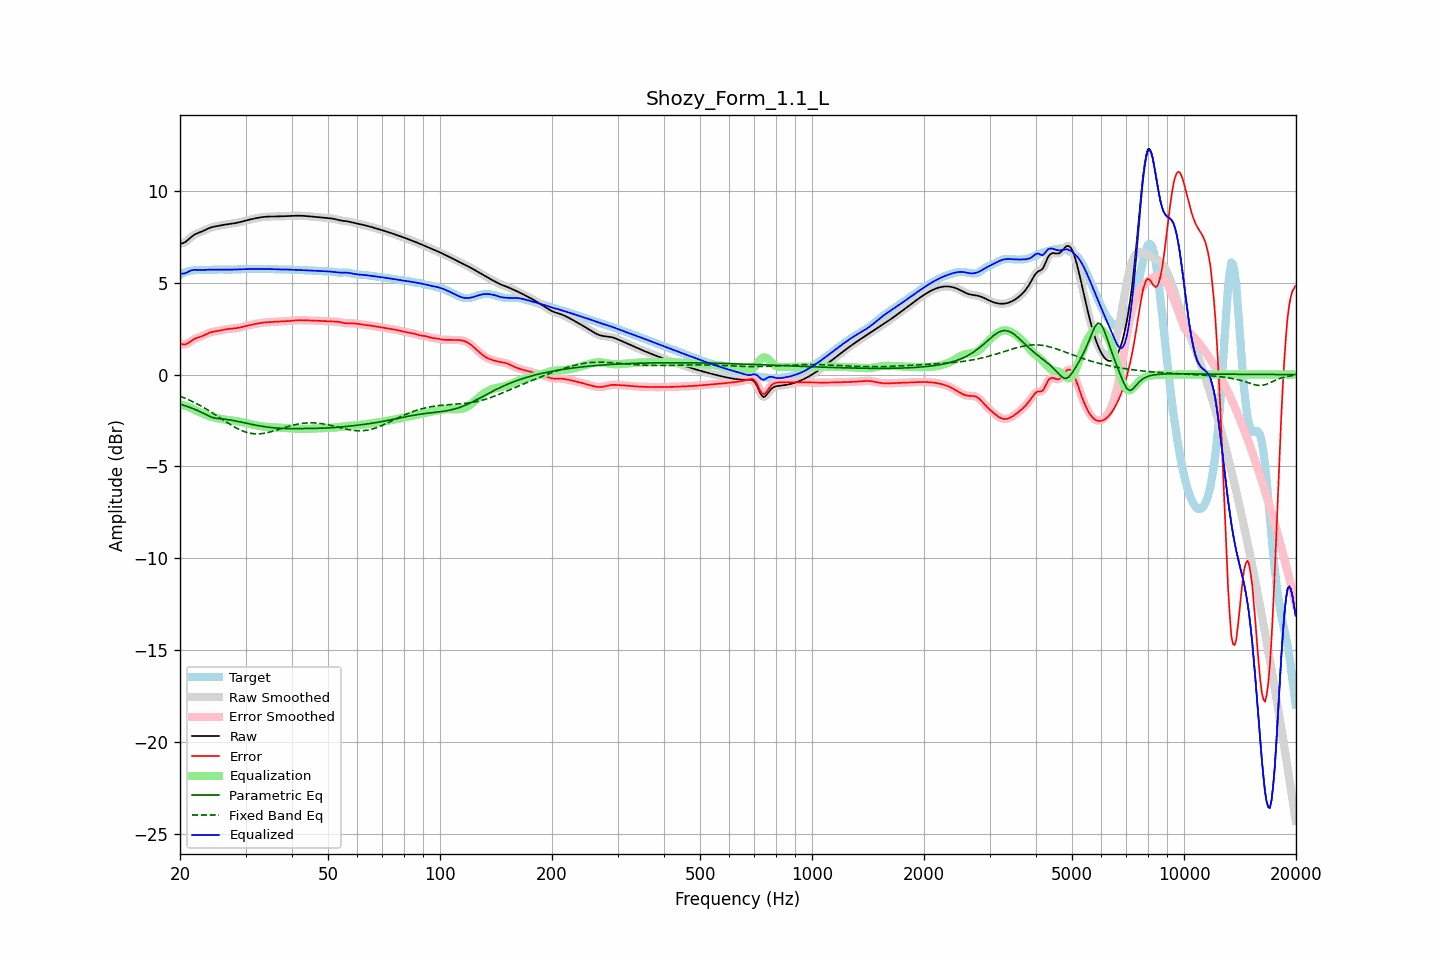 Shozy_Form_1.1_L
10
5
0
−5
−10
−15
−20
−25
Amplitude (dBr)
Target
Raw Smoothed
Error Smoothed
Raw
Error
Equalization
Parametric Eq
Fixed Band Eq
Equalized
20 50 100 200 500 1000 2000 5000 10000 20000
Frequency (Hz)